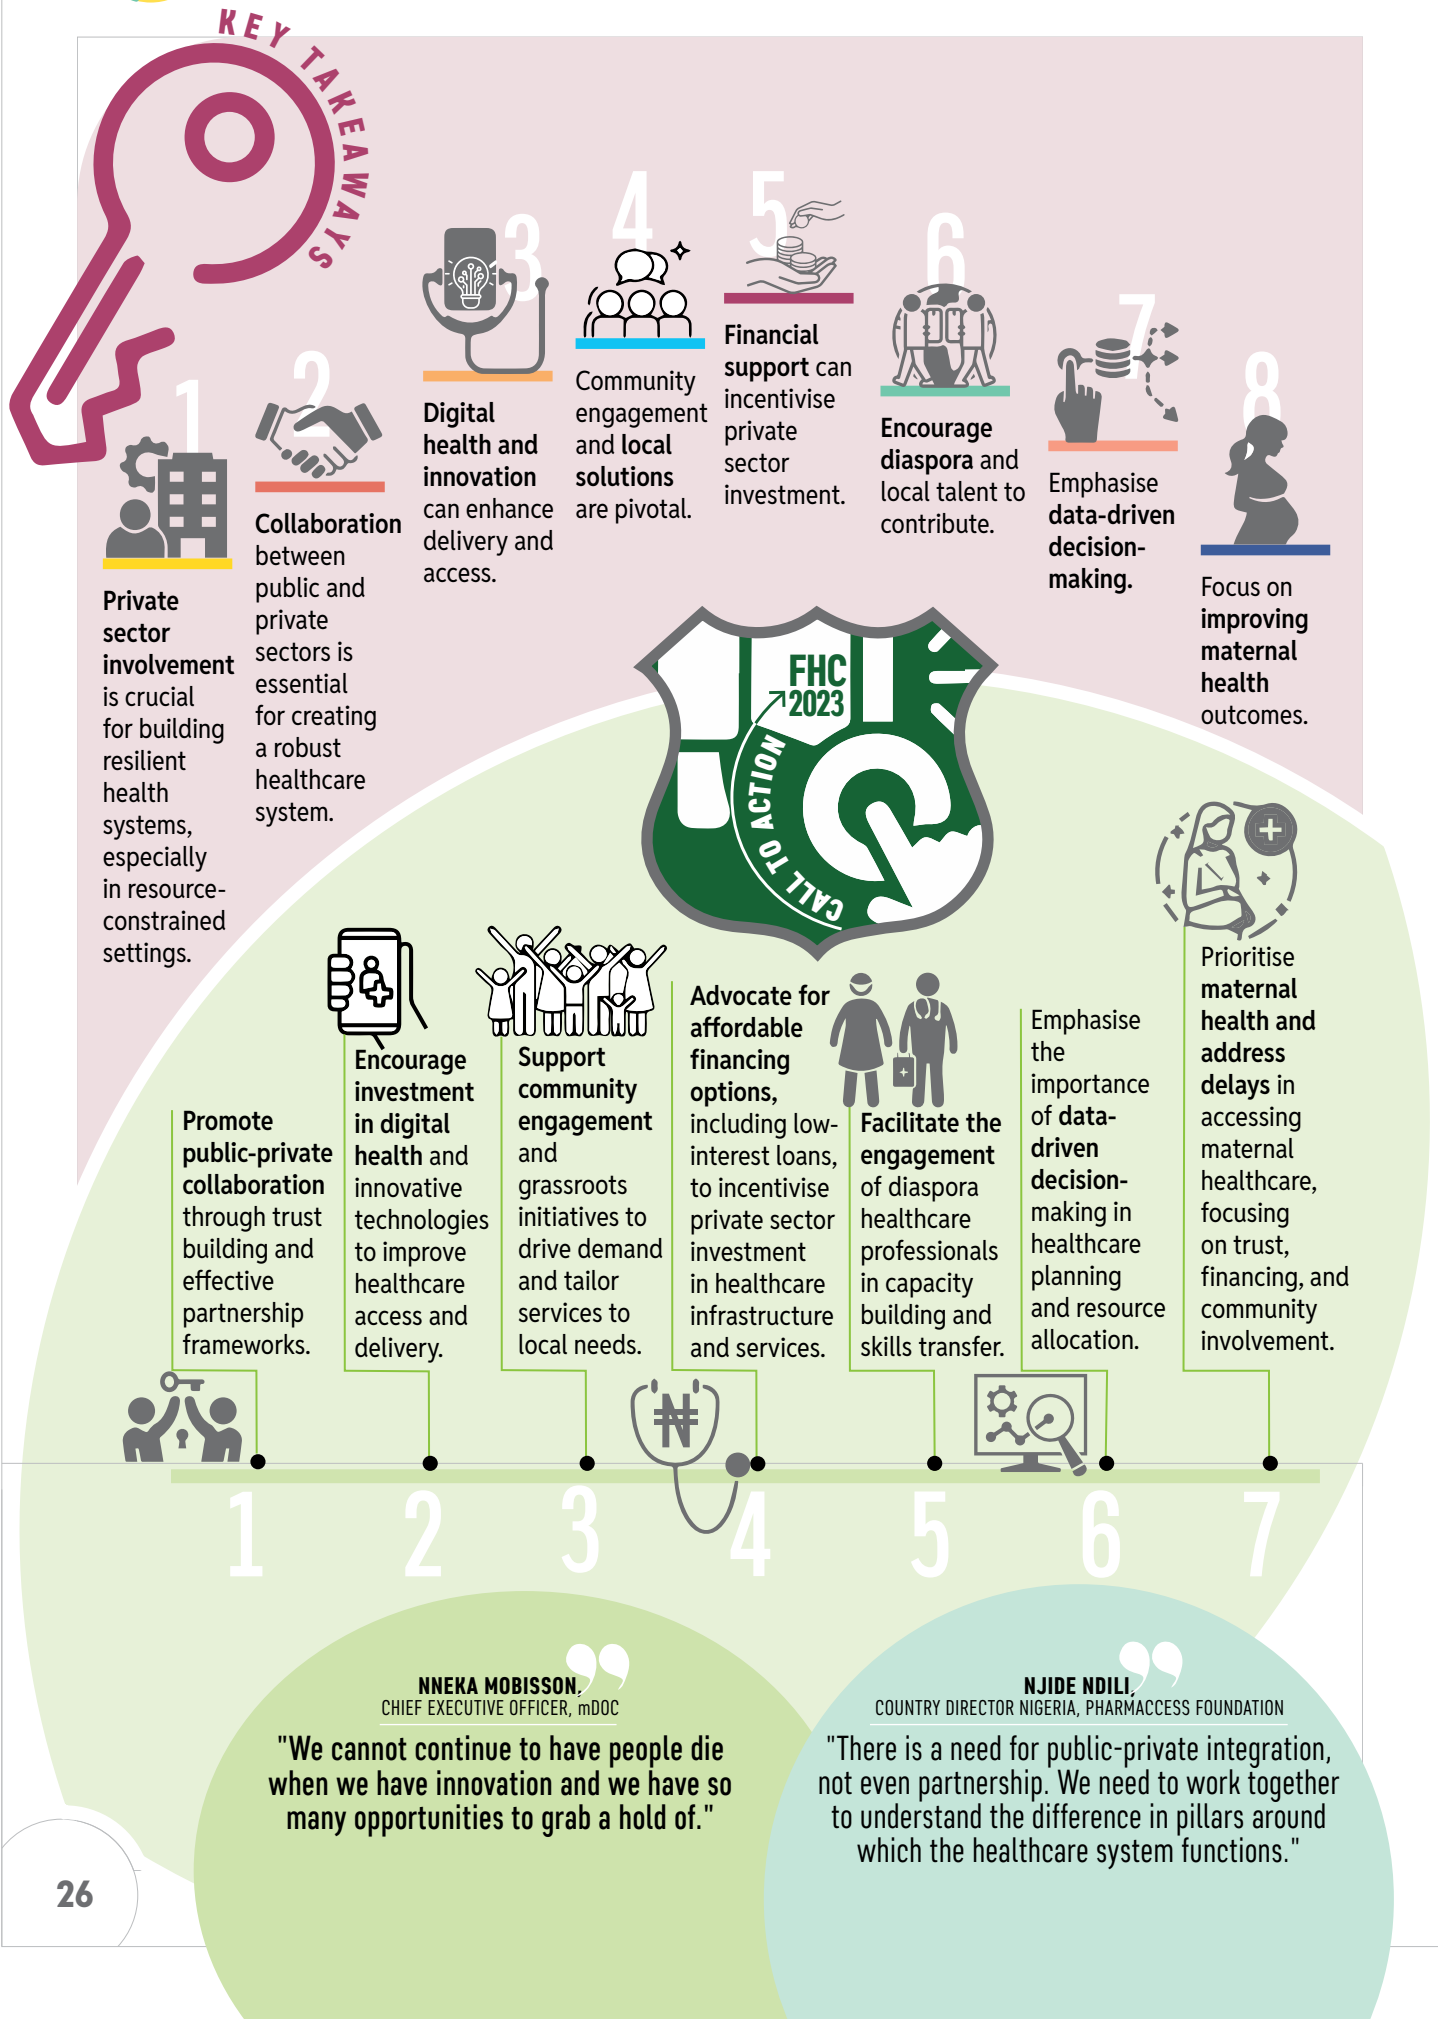 KEY TAKEAWAYS
1
Private
sector
involvement
is crucial
for building
resilient
health
systems,
especially
in resource-
constrained
settings.
2
Collaboration
between
public and
private
sectors is
essential
for creating
a robust
healthcare
system.
3
Digital
health and
innovation
can enhance
delivery and
access.
4
Community
engagement
and local
solutions
are pivotal.
5
Financial
support can
incentivise
private
sector
investment.
6
Encourage
diaspora and
local talent to
contribute.
7
Emphasise
data-driven
decision-
making.
8
Focus on
improving
maternal
health
outcomes.
FHC
2023
CALL TO ACTION
Promote
public-private
collaboration
through trust
building and
effective
partnership
frameworks.
1
Encourage
investment
in digital
health and
innovative
technologies
to improve
healthcare
access and
delivery.
2
Support
community
engagement
and
grassroots
initiatives to
drive demand
and tailor
services to
local needs.
3
Advocate for
affordable
financing
options,
including low-
interest loans,
to incentivise
private sector
investment
in healthcare
infrastructure
and services.
₦
4
Facilitate the
engagement
of diaspora
healthcare
professionals
in capacity
building and
skills transfer.
5
Emphasise
the
importance
of data-
driven
decision-
making in
healthcare
planning
and resource
allocation.
6
Prioritise
maternal
health and
address
delays in
accessing
maternal
healthcare,
focusing
on trust,
financing, and
community
involvement.
7
NNEKA MOBISSON,
CHIEF EXECUTIVE OFFICER, mDOC
"We cannot continue to have people die
when we have innovation and we have so
many opportunities to grab a hold of."
NJIDE NDILI,
COUNTRY DIRECTOR NIGERIA, PHARMACCESS FOUNDATION
"There is a need for public-private integration,
not even partnership. We need to work together
to understand the difference in pillars around
which the healthcare system functions."
26